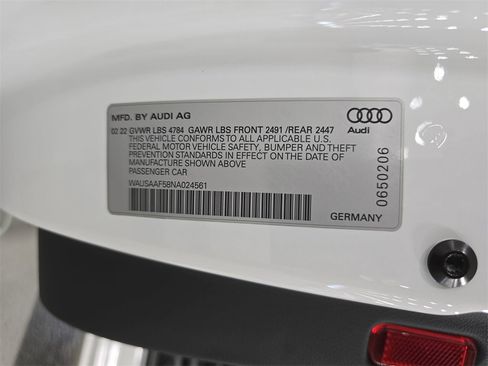 MFD. BY AUDI AG
02.22 GVWR LBS 4784 GAWR LBS FRONT 2491 /REAR 2447
Audi
THIS VEHICLE CONFORMS TO ALL APPLICABLE U.S.
FEDERAL MOTOR VEHICLE SAFETY, BUMPER AND THEFT
PREVENTION STANDARDS IN EFFECT ON THE DATE OF
MANUFACTURE SHOWN ABOVE
PASSENGER CAR
WAUSAAF58NA024561
0650206
GERMANY